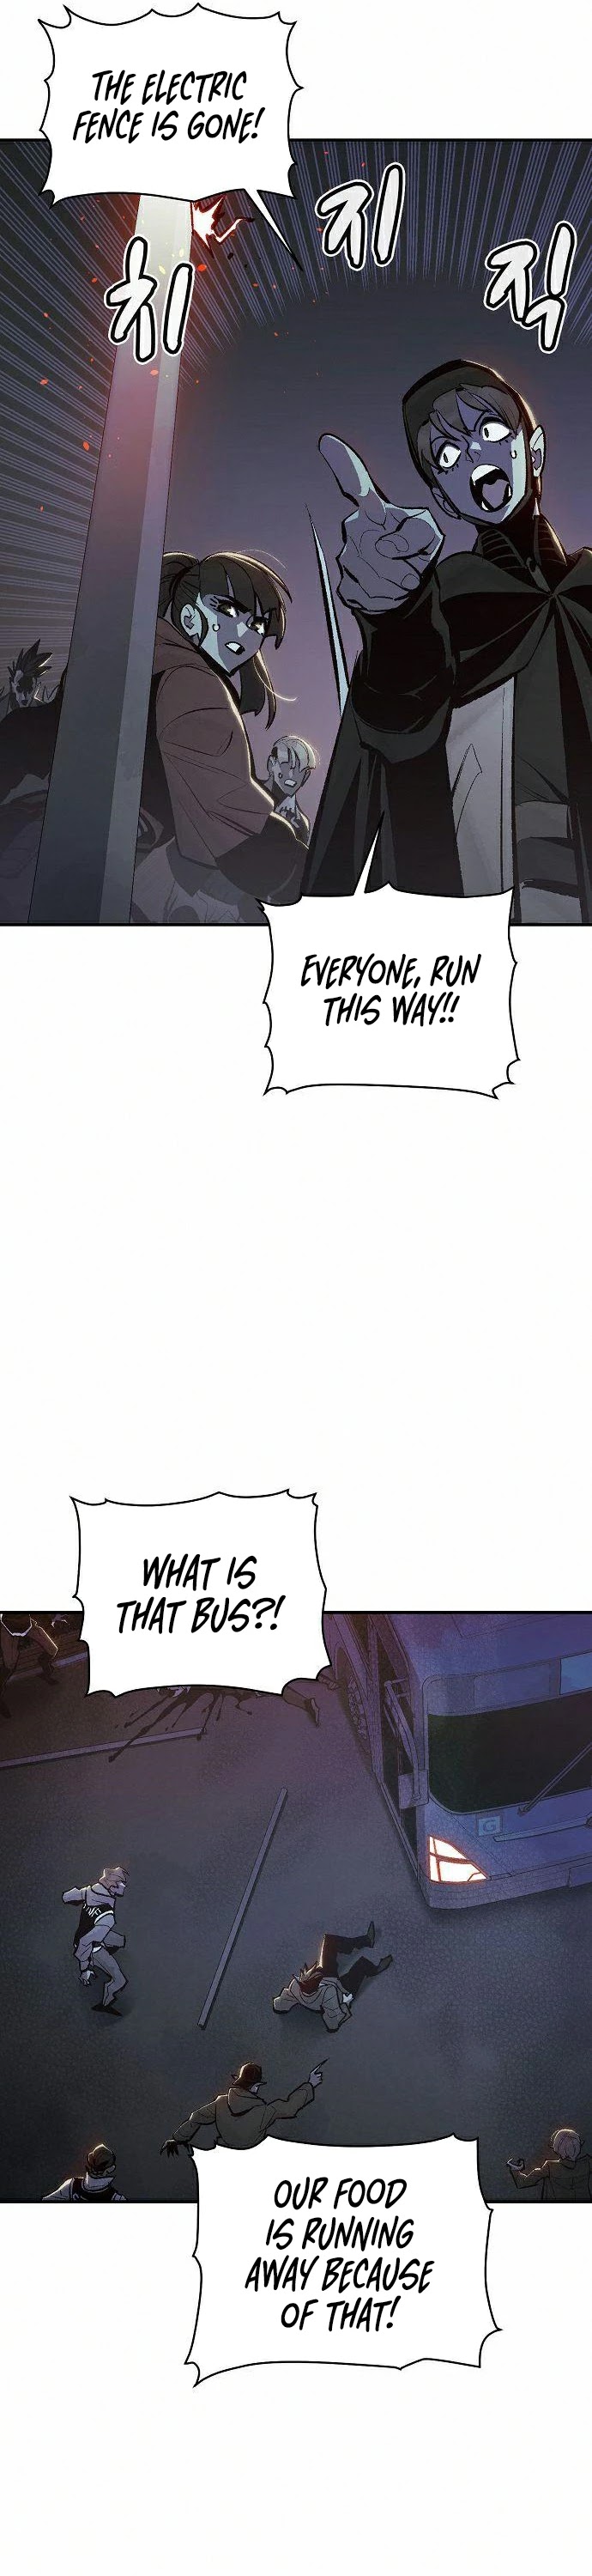 THE ELECTRIC
FENCE IS GONE!
치
지
직
EVERYONE, RUN
THIS WAY!!
WHAT IS
THAT BUS?!
G
OUR FOOD
IS RUNNING
AWAY BECAUSE
OF THAT!